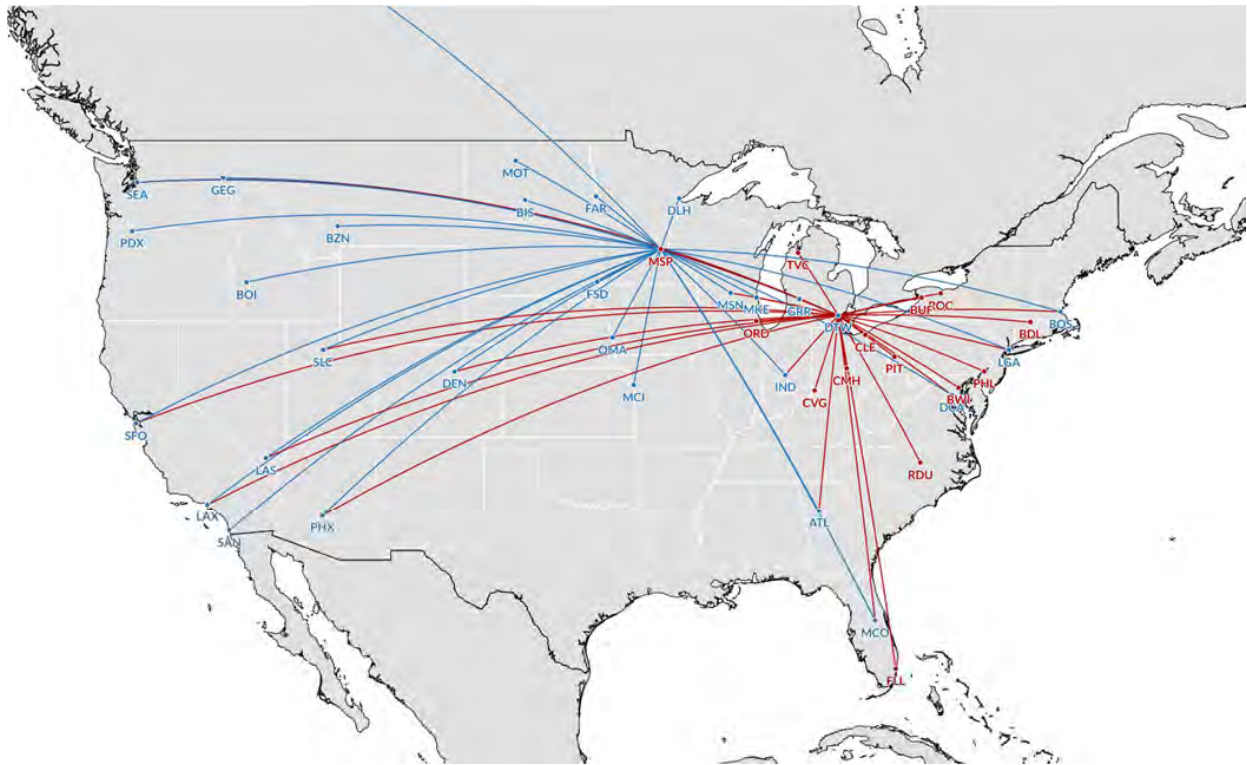 MOT
SEA
GEG
BIS
FAR
DLH
PDX
BZN
MSP
TVC
BOI
FSD
MSN
MKE
GRR
BUF
ROC
ORD
DTW
BDL
BOS
OMA
CLE
SLC
PIT
LGA
DEN
IND
CMH
PHL
MCI
CVG
BWI
DCA
SFO
LAS
RDU
LAX
PHX
ATL
SAN
MCO
FLL